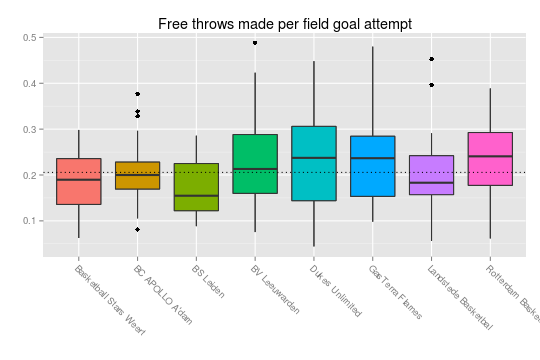 Free throws made per field goal attempt
0.5
0.4
0.3
0.2
0.1
Basketball Stars Weert
BC APOLLO A'dam
BS Leiden
BV Leeuwarden
Dukes Unlimited
GasTerra Flames
Landstede Basketbal
Rotterdam Baske